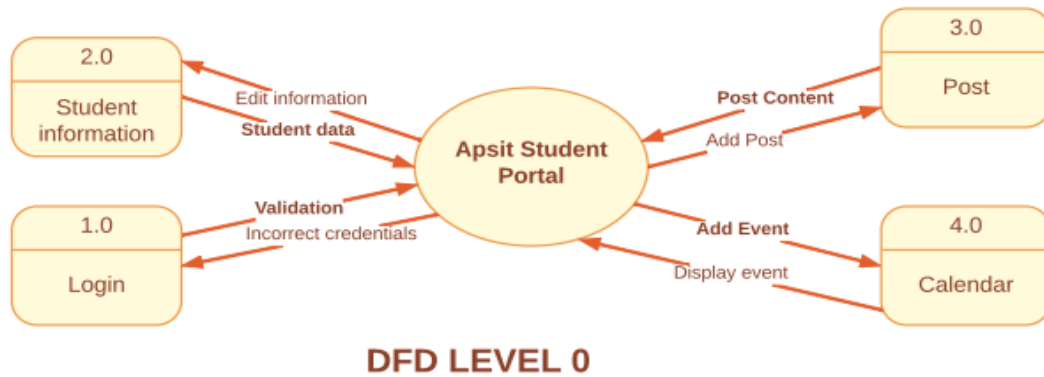 2.0
Student
information
Edit information
Student data
1.0
Login
Validation
Incorrect credentials
Apsit Student
Portal
3.0
Post
Post Content
Add Post
4.0
Calendar
Add Event
Display event
DFD LEVEL 0